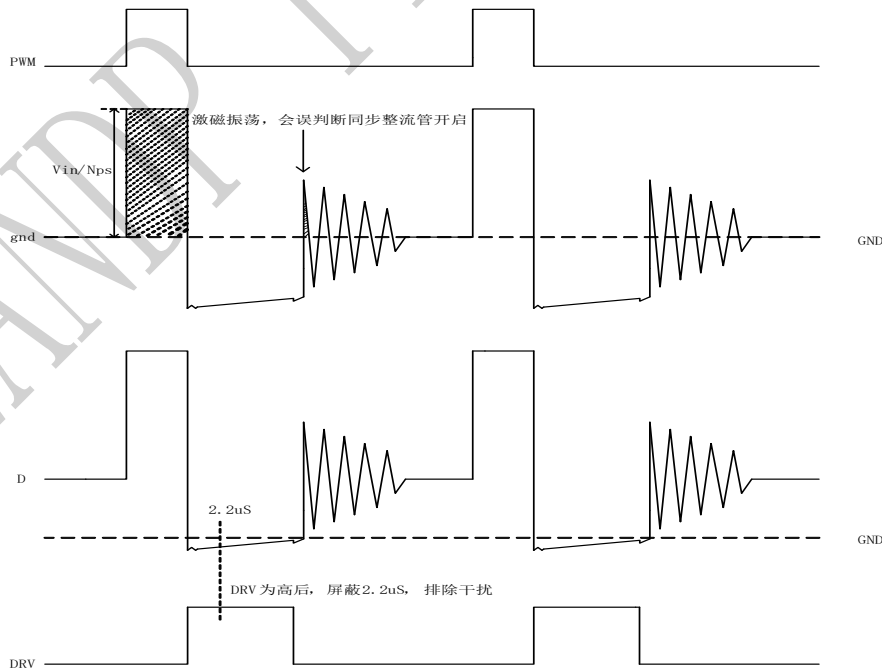 PWM
激磁振荡，会误判断同步整流管开启
Vin/Nps
gnd
GND
D
2.2uS
GND
DRV为高后，屏蔽2.2uS，排除干扰
DRV